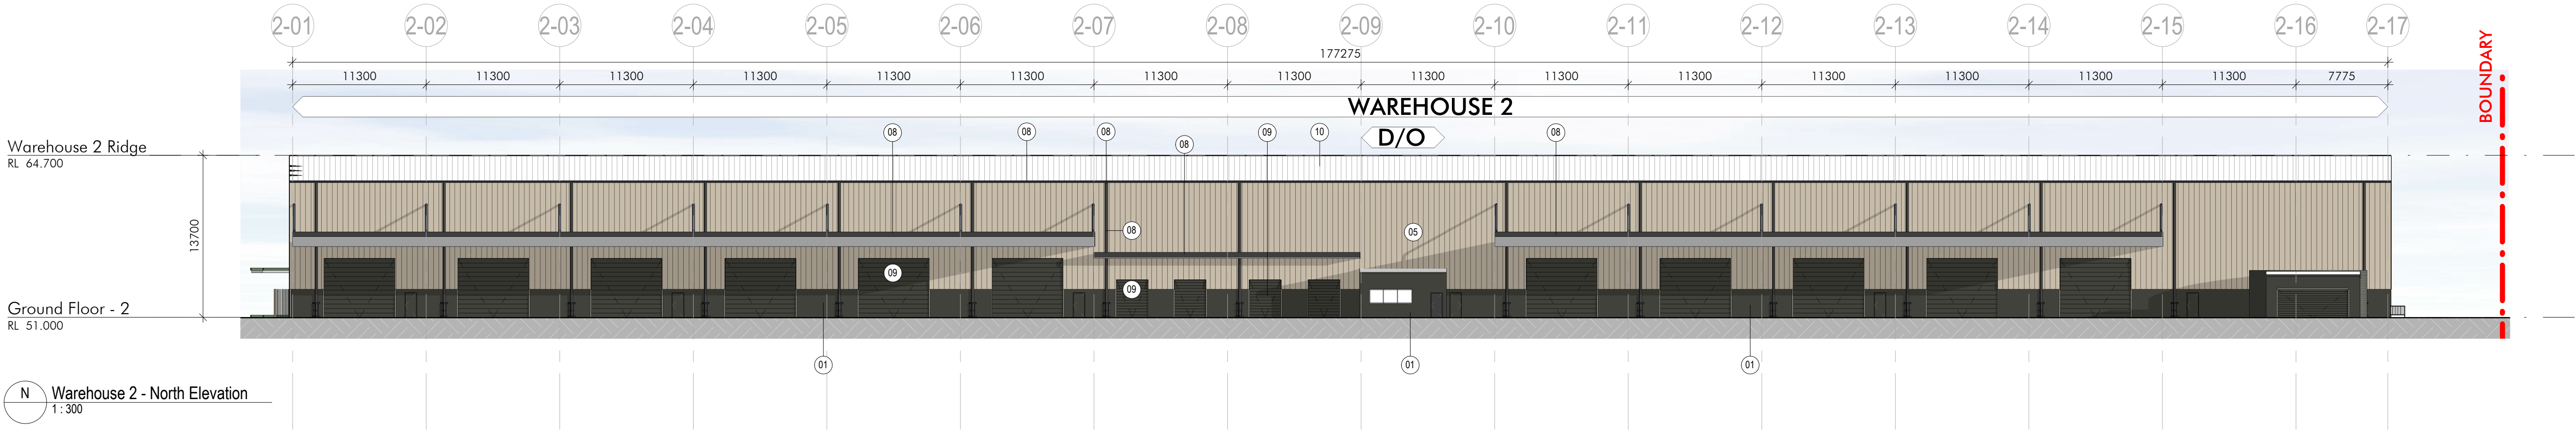 2-01 2-02 2-03 2-04 2-05 2-06 2-07 2-08 2-09 2-10 2-11 2-12 2-13 2-14 2-15 2-16 2-17
177275
11300 11300 11300 11300 11300 11300 11300 11300 11300 11300 11300 11300 11300 11300 11300 7775
BOUNDARY
WAREHOUSE 2
08 08 08 08 09 10 D/O 08
Warehouse 2 Ridge
RL 64.700
13700
08 05
09 09
Ground Floor - 2
RL 51.000
01 01 01
N Warehouse 2 - North Elevation
1 : 300